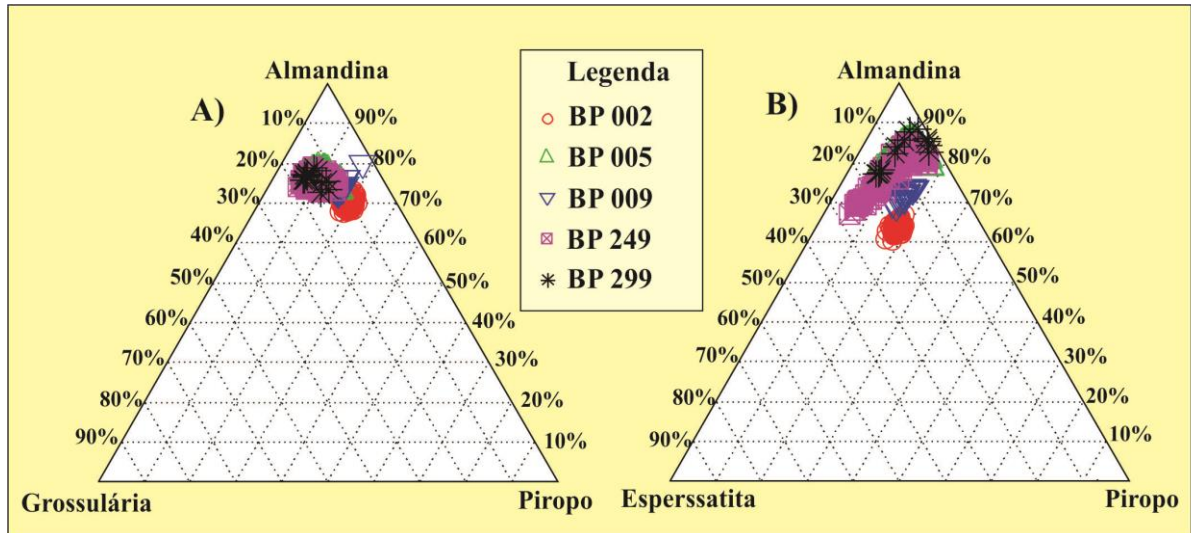 Almandina
A)
10%
90%
20%
80%
30%
70%
40%
60%
50%
50%
60%
40%
70%
30%
80%
20%
90%
10%
Grossulária
Piropo
Legenda
BP 002
BP 005
BP 009
BP 249
BP 299
Almandina
B)
10%
90%
20%
80%
30%
70%
40%
60%
50%
50%
60%
40%
70%
30%
80%
20%
90%
10%
Esperssatita
Piropo